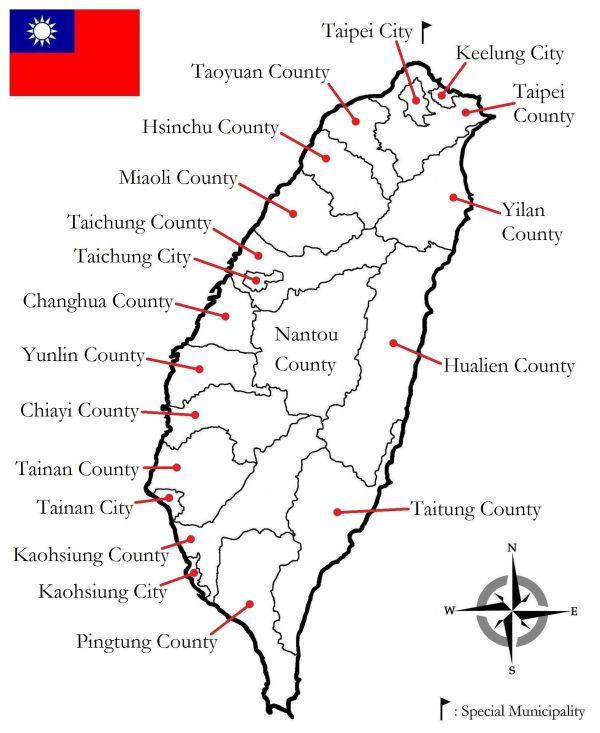 Taipei City
Keelung City
Taoyuan County
Taipei
County
Hsinchu County
Miaoli County
Yilan
County
Taichung County
Taichung City
Changhua County
Nantou
County
Yunlin County
Hualien County
Chiayi County
Tainan County
Tainan City
Taitung County
Kaohsiung County
Kaohsiung City
Pingtung County
N
W
E
S
: Special Municipality